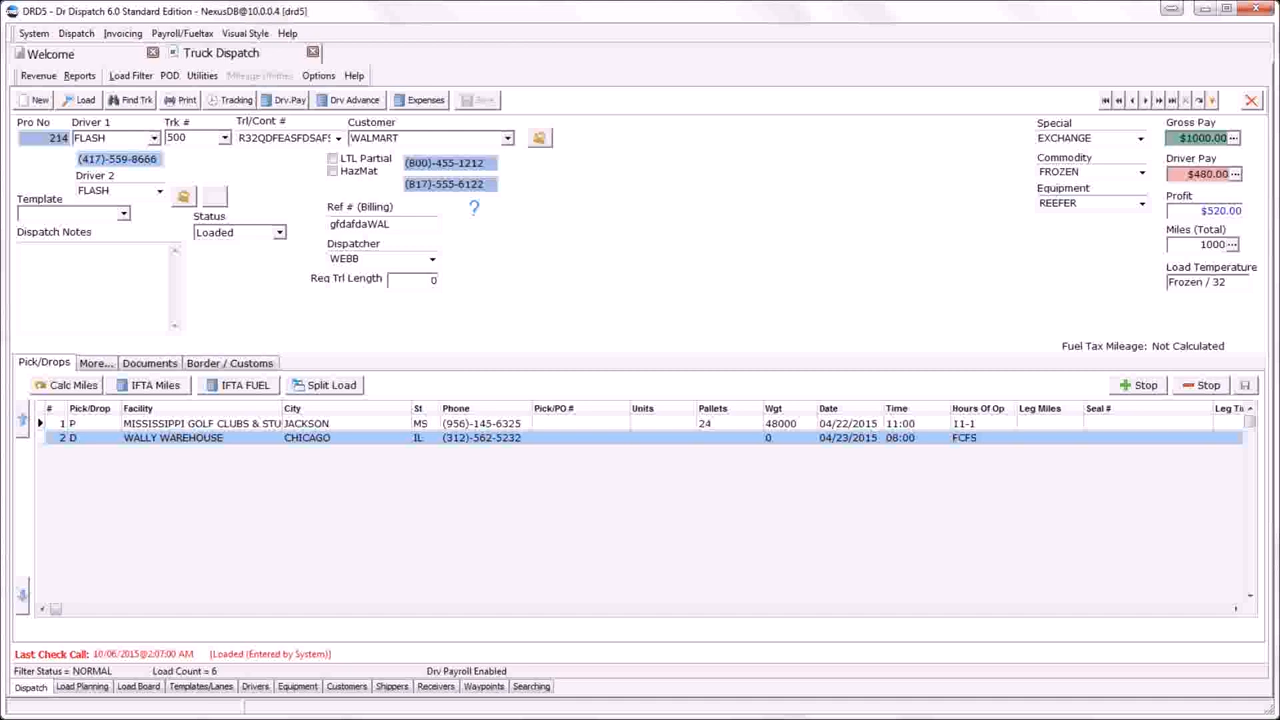 DRD5 - Dr Dispatch 6.0 Standard Edition - NexusDB@10.0.0.4 [drd5]
System Dispatch Invoicing Payroll/Fueltax Visual Style Help
Welcome Truck Dispatch
Revenue Reports Load Filter POD Utilities Options Help
New Load Find Trk Print Tracking Drv.Pay Drv Advance Expenses
Pro No Driver 1 Trk # Trl/Cont # Customer Special Gross Pay
214 FLASH 500 R32QDFEASFDSAFS WALMART EXCHANGE $1000.00
(417)-559-8666 LTL Partial (800)-455-1212 Commodity Driver Pay
Driver 2 HazMat (817)-555-6122 FROZEN $480.00
FLASH Equipment Profit
Template Ref # (Billing) ? REEFER $520.00
Status gfdafdaWAL Miles (Total)
Dispatch Notes Loaded Dispatcher 1000
WEBB Load Temperature
Req Trl Length 0 Frozen / 32
Fuel Tax Mileage: Not Calculated
Pick/Drops More... Documents Border / Customs
Calc Miles IFTA Miles IFTA FUEL Split Load Stop Stop
# Pick/Drop Facility City St Phone Pick/PO # Units Pallets Wgt Date Time Hours Of Op Leg Miles Seal # Leg Ti
1 P MISSISSIPPI GOLF CLUBS & STU JACKSON MS (956)-145-6325 24 48000 04/22/2015 11:00 11-1
2 D WALLY WAREHOUSE CHICAGO IL (312)-562-5232 0 04/23/2015 08:00 FCFS
Last Check Call: 10/06/2015@2:07:00 AM [Loaded (Entered by System)]
Filter Status = NORMAL Load Count = 6 Drv Payroll Enabled
Dispatch Load Planning Load Board Templates/Lanes Drivers Equipment Customers Shippers Receivers Waypoints Searching